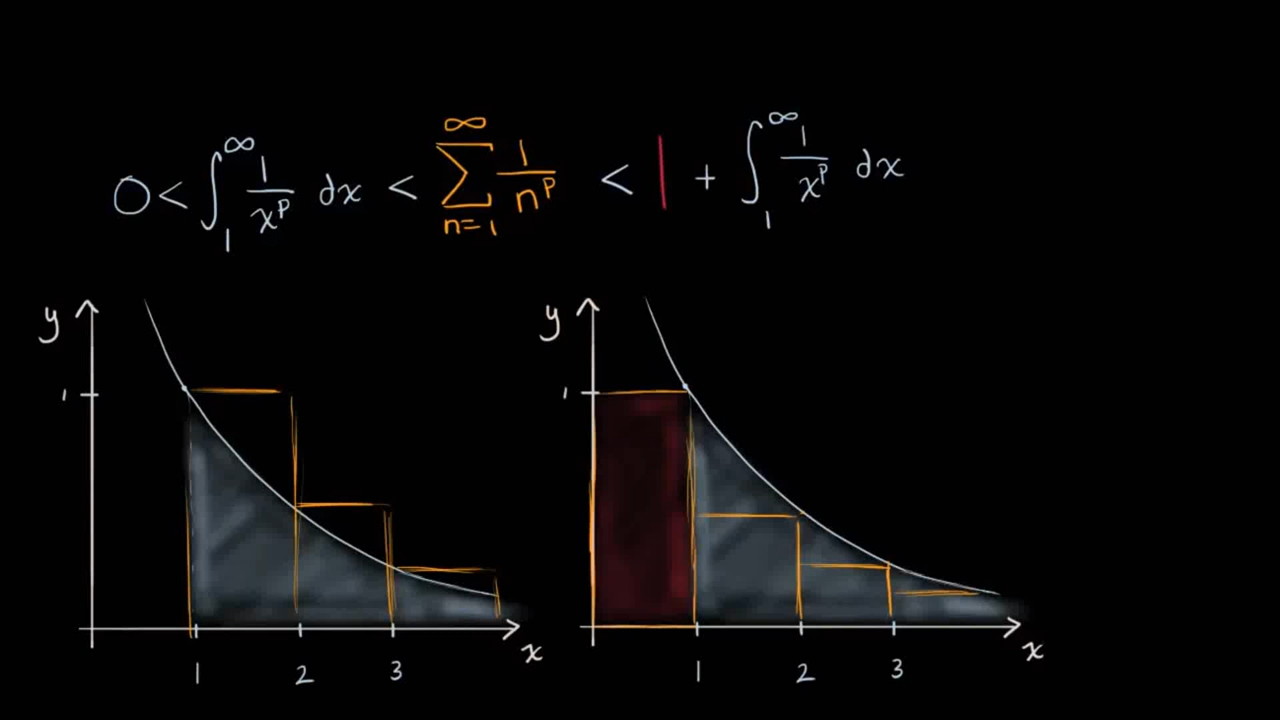 0 < ∫₁^∞ 1/x^p dx < ∑_{n=1}^∞ 1/n^p < 1 + ∫₁^∞ 1/x^p dx
y y
1 1
x x
1 2 3 1 2 3